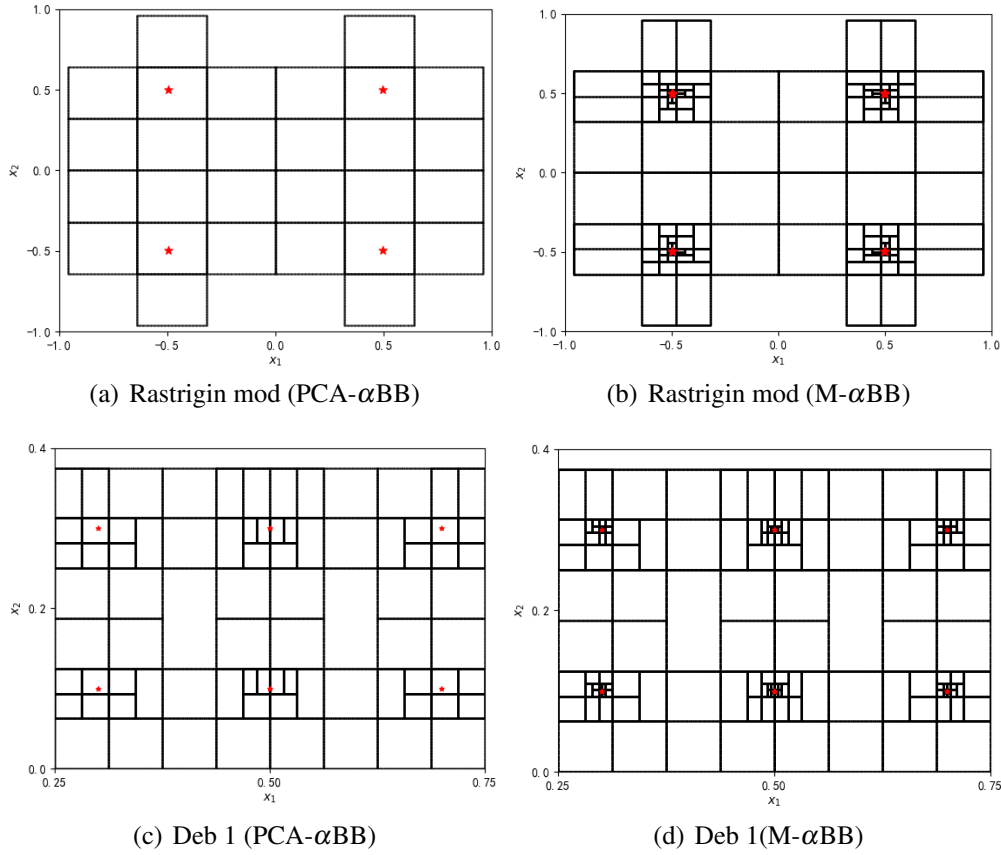 1.0
0.5
0.0
-0.5
-1.0
x₂
-1.0 -0.5 0.0 0.5 1.0
x₁
(a) Rastrigin mod (PCA-αBB)
1.0
0.5
0.0
-0.5
-1.0
x₂
-1.0 -0.5 0.0 0.5 1.0
x₁
(b) Rastrigin mod (M-αBB)
0.4
0.2
0.0
x₂
0.25 0.50 0.75
x₁
(c) Deb 1 (PCA-αBB)
0.4
0.2
0.0
x₂
0.25 0.50 0.75
x₁
(d) Deb 1(M-αBB)